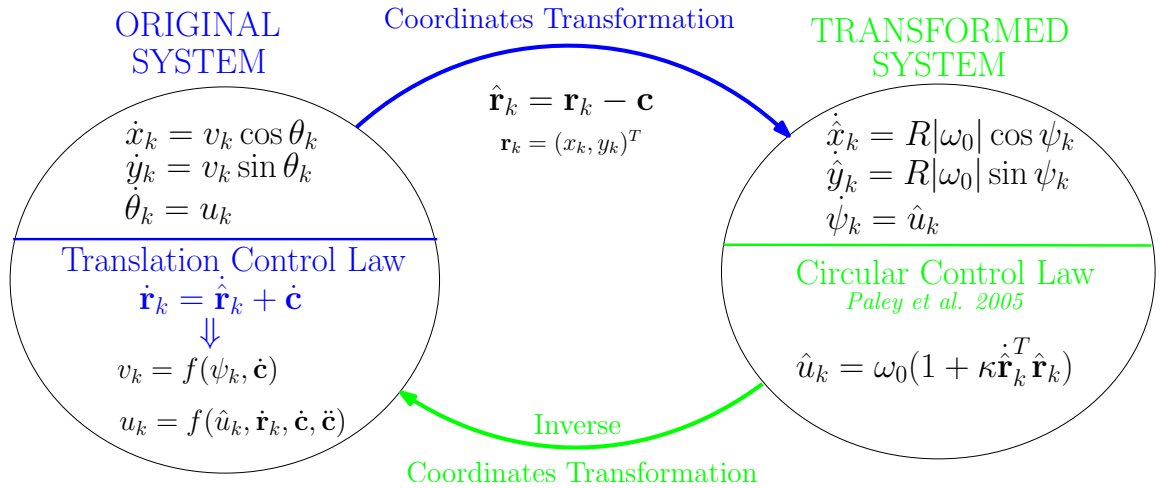 ORIGINAL
SYSTEM
ẋ_k = v_k cos θ_k
ẏ_k = v_k sin θ_k
θ̇_k = u_k
Translation Control Law
ṙ_k = r̂̇_k + ċ
⇓
v_k = f(ψ_k, ċ)
u_k = f(û_k, ṙ_k, ċ, c̈)
Coordinates Transformation
r̂_k = r_k − c
r_k = (x_k, y_k)^T
TRANSFORMED
SYSTEM
x̂̇_k = R|ω_0| cos ψ_k
ŷ̇_k = R|ω_0| sin ψ_k
ψ̇_k = û_k
Circular Control Law
Paley et al. 2005
û_k = ω_0(1 + κ r̂̇_k^T r̂_k)
Inverse
Coordinates Transformation